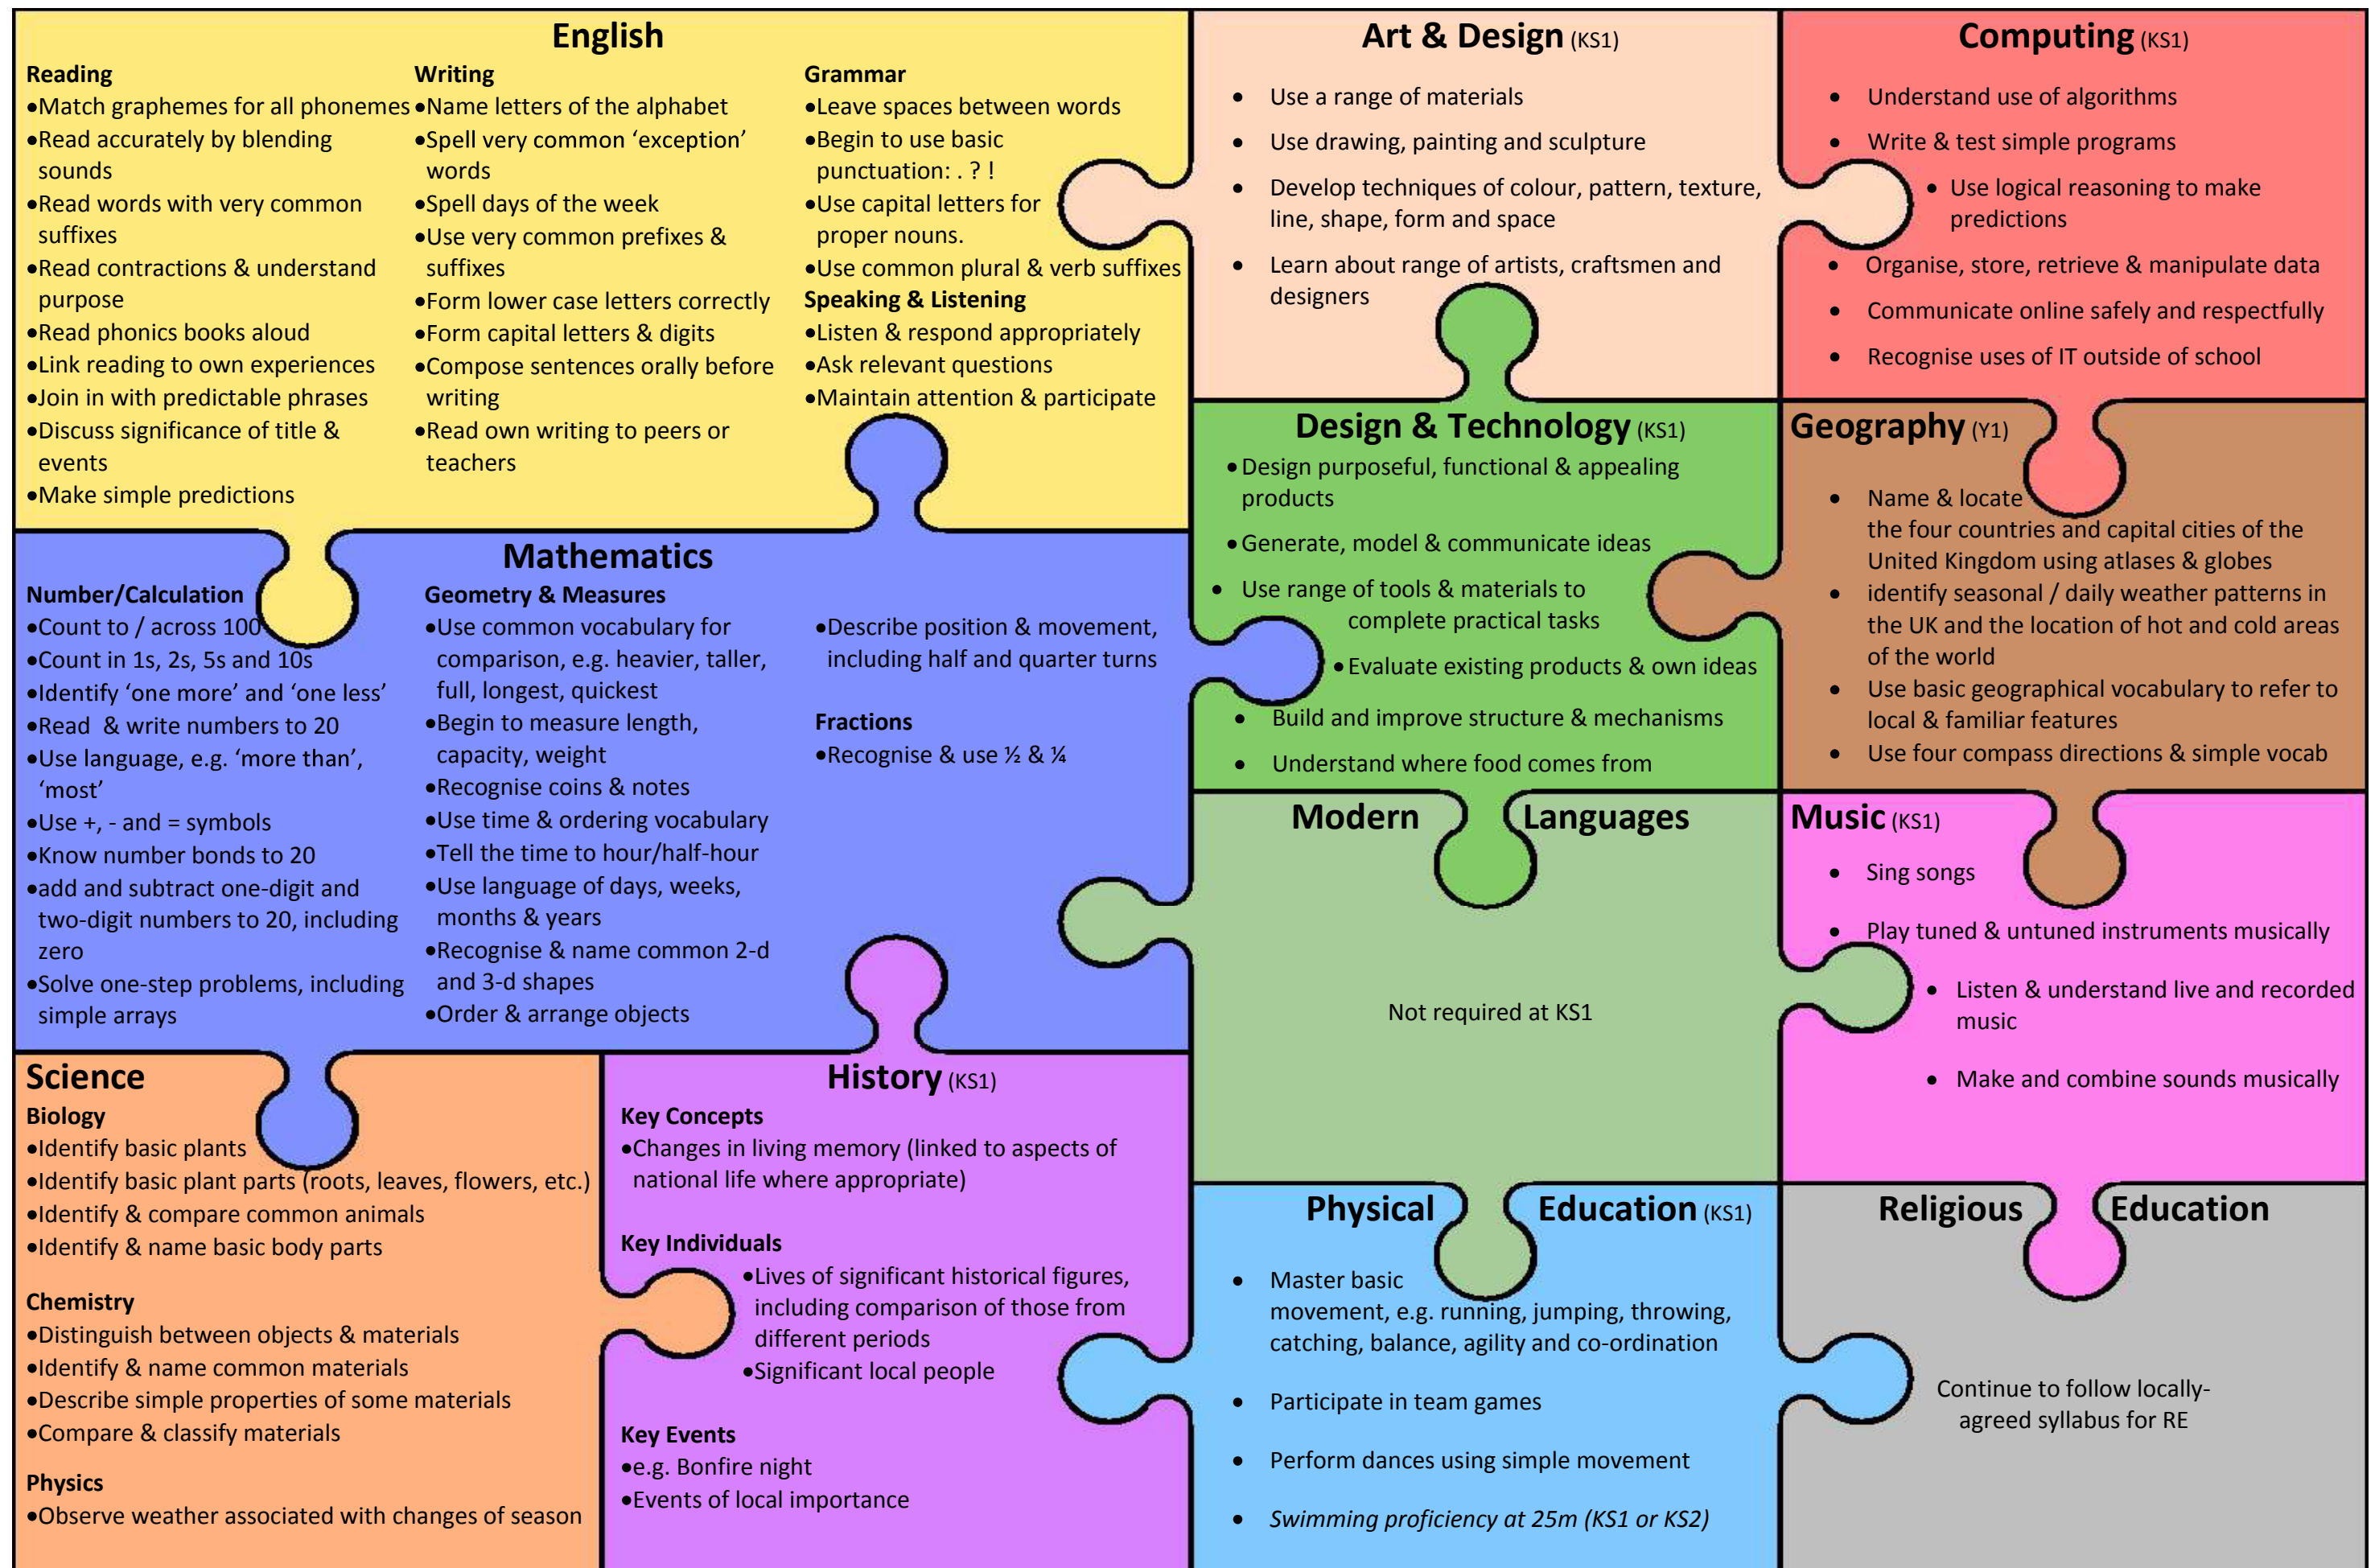 English
Reading
•Match graphemes for all phonemes
•Read accurately by blending
sounds
•Read words with very common
suffixes
•Read contractions & understand
purpose
•Read phonics books aloud
•Link reading to own experiences
•Join in with predictable phrases
•Discuss significance of title &
events
•Make simple predictions
Writing
•Name letters of the alphabet
•Spell very common ‘exception’
words
•Spell days of the week
•Use very common prefixes &
suffixes
•Form lower case letters correctly
•Form capital letters & digits
•Compose sentences orally before
writing
•Read own writing to peers or
teachers
Grammar
•Leave spaces between words
•Begin to use basic
punctuation: . ? !
•Use capital letters for
proper nouns.
•Use common plural & verb suffixes
Speaking & Listening
•Listen & respond appropriately
•Ask relevant questions
•Maintain attention & participate
Art & Design (KS1)
• Use a range of materials
• Use drawing, painting and sculpture
• Develop techniques of colour, pattern, texture,
line, shape, form and space
• Learn about range of artists, craftsmen and
designers
Computing (KS1)
• Understand use of algorithms
• Write & test simple programs
• Use logical reasoning to make
predictions
• Organise, store, retrieve & manipulate data
• Communicate online safely and respectfully
• Recognise uses of IT outside of school
Mathematics
Number/Calculation
•Count to / across 100
•Count in 1s, 2s, 5s and 10s
•Identify ‘one more’ and ‘one less’
•Read & write numbers to 20
•Use language, e.g. ‘more than’,
‘most’
•Use +, - and = symbols
•Know number bonds to 20
•add and subtract one-digit and
two-digit numbers to 20, including
zero
•Solve one-step problems, including
simple arrays
Geometry & Measures
•Use common vocabulary for
comparison, e.g. heavier, taller,
full, longest, quickest
•Begin to measure length,
capacity, weight
•Recognise coins & notes
•Use time & ordering vocabulary
•Tell the time to hour/half-hour
•Use language of days, weeks,
months & years
•Recognise & name common 2-d
and 3-d shapes
•Order & arrange objects
•Describe position & movement,
including half and quarter turns
Fractions
•Recognise & use ½ & ¼
Design & Technology (KS1)
• Design purposeful, functional & appealing
products
• Generate, model & communicate ideas
• Use range of tools & materials to
complete practical tasks
• Evaluate existing products & own ideas
• Build and improve structure & mechanisms
• Understand where food comes from
Geography (Y1)
• Name & locate
the four countries and capital cities of the
United Kingdom using atlases & globes
• identify seasonal / daily weather patterns in
the UK and the location of hot and cold areas
of the world
• Use basic geographical vocabulary to refer to
local & familiar features
• Use four compass directions & simple vocab
Modern Languages
Not required at KS1
Music (KS1)
• Sing songs
• Play tuned & untuned instruments musically
• Listen & understand live and recorded
music
• Make and combine sounds musically
Science
Biology
•Identify basic plants
•Identify basic plant parts (roots, leaves, flowers, etc.)
•Identify & compare common animals
•Identify & name basic body parts
Chemistry
•Distinguish between objects & materials
•Identify & name common materials
•Describe simple properties of some materials
•Compare & classify materials
Physics
•Observe weather associated with changes of season
History (KS1)
Key Concepts
•Changes in living memory (linked to aspects of
national life where appropriate)
Key Individuals
•Lives of significant historical figures,
including comparison of those from
different periods
•Significant local people
Key Events
•e.g. Bonfire night
•Events of local importance
Physical Education (KS1)
• Master basic
movement, e.g. running, jumping, throwing,
catching, balance, agility and co-ordination
• Participate in team games
• Perform dances using simple movement
• Swimming proficiency at 25m (KS1 or KS2)
Religious Education
Continue to follow locally-
agreed syllabus for RE